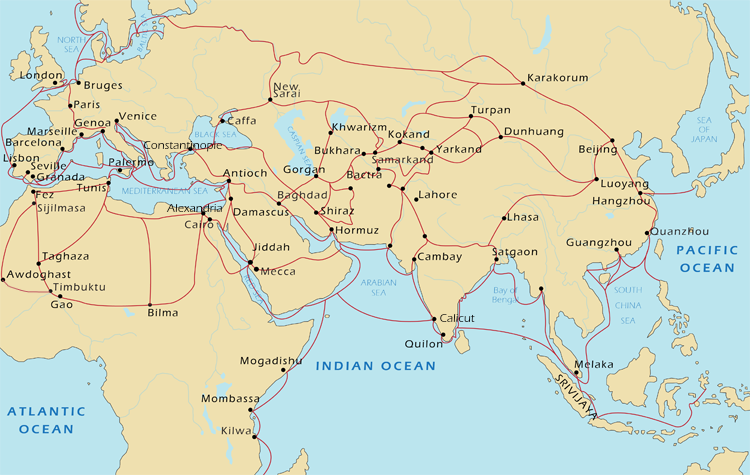 NORTH
SEA
BALTIC SEA
London
Bruges
Paris
Karakorum
New
Sarai
Venice
Genoa
Marseille
Barcelona
Caffa
Khwarizm
Turpan
Kokand
Dunhuang
SEA
OF
JAPAN
Constantinople
BLACK SEA
CASPIAN SEA
Bukhara
Samarkand
Yarkand
Beijing
Lisbon
Seville
Granada
Palermo
Tunis
MEDITERRANEAN SEA
Antioch
Gorgan
Bactra
Luoyang
Hangzhou
Fez
Sijilmasa
Alexandria
Cairo
Damascus
Baghdad
Shiraz
Hormuz
Lahore
Lhasa
Quanzhou
Guangzhou
PACIFIC
OCEAN
Taghaza
Jiddah
Mecca
Cambay
Satgaon
Awdoghast
Timbuktu
Gao
Bilma
RED SEA
ARABIAN
SEA
Bay of
Bengal
SOUTH
CHINA
SEA
Calicut
Quilon
Mogadishu
INDIAN OCEAN
Melaka
SRIVIJAYA
Mombassa
Kilwa
ATLANTIC
OCEAN